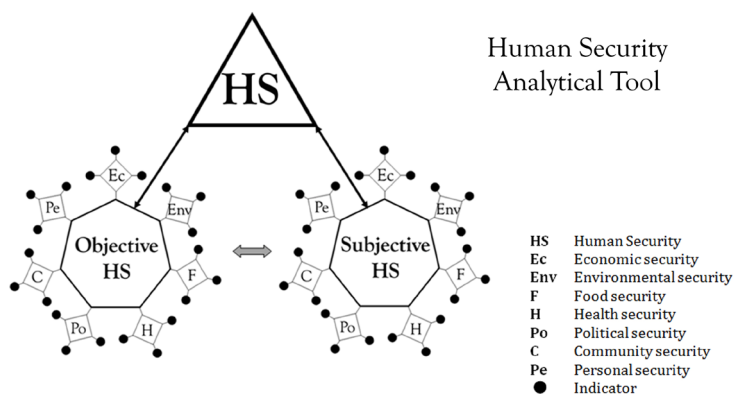 Human Security
Analytical Tool
HS
Ec
Pe
Env
Objective
HS
C
F
Po
H
Ec
Pe
Env
Subjective
HS
C
F
Po
H
HS Human Security
Ec Economic security
Env Environmental security
F Food security
H Health security
Po Political security
C Community security
Pe Personal security
Indicator